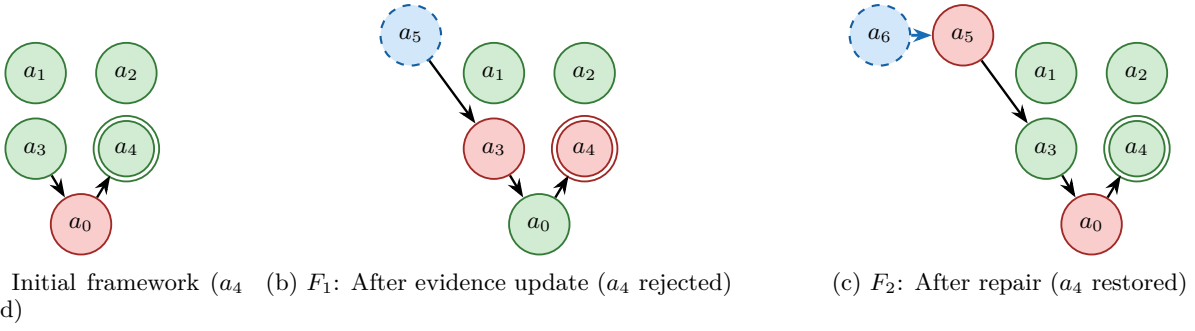 a5
a6
a5
a1
a2
a1
a2
a1
a2
a3
a4
a3
a4
a3
a4
a0
a0
a0
Initial framework (a4
d)
(b) F1: After evidence update (a4 rejected)
(c) F2: After repair (a4 restored)